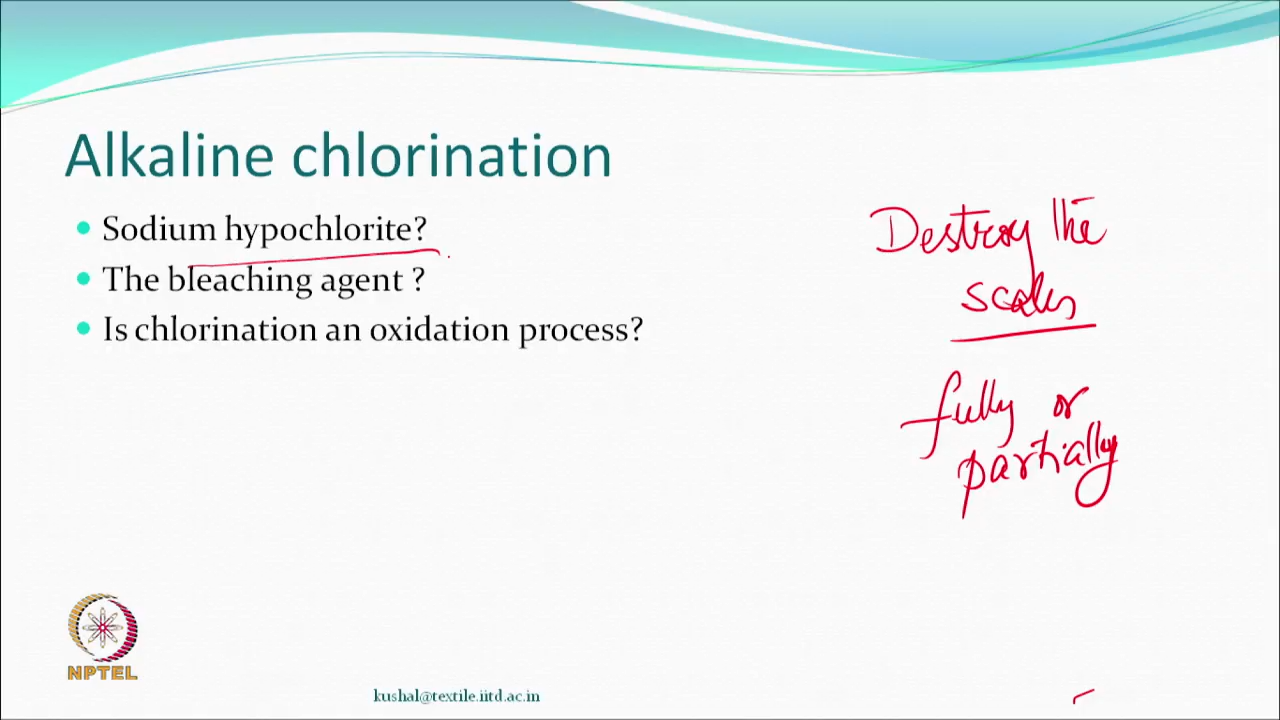 Alkaline chlorination
Sodium hypochlorite?
The bleaching agent ?
Is chlorination an oxidation process?
Destroy the
scales
fully or
partially
NPTEL
kushal@textile.iitd.ac.in